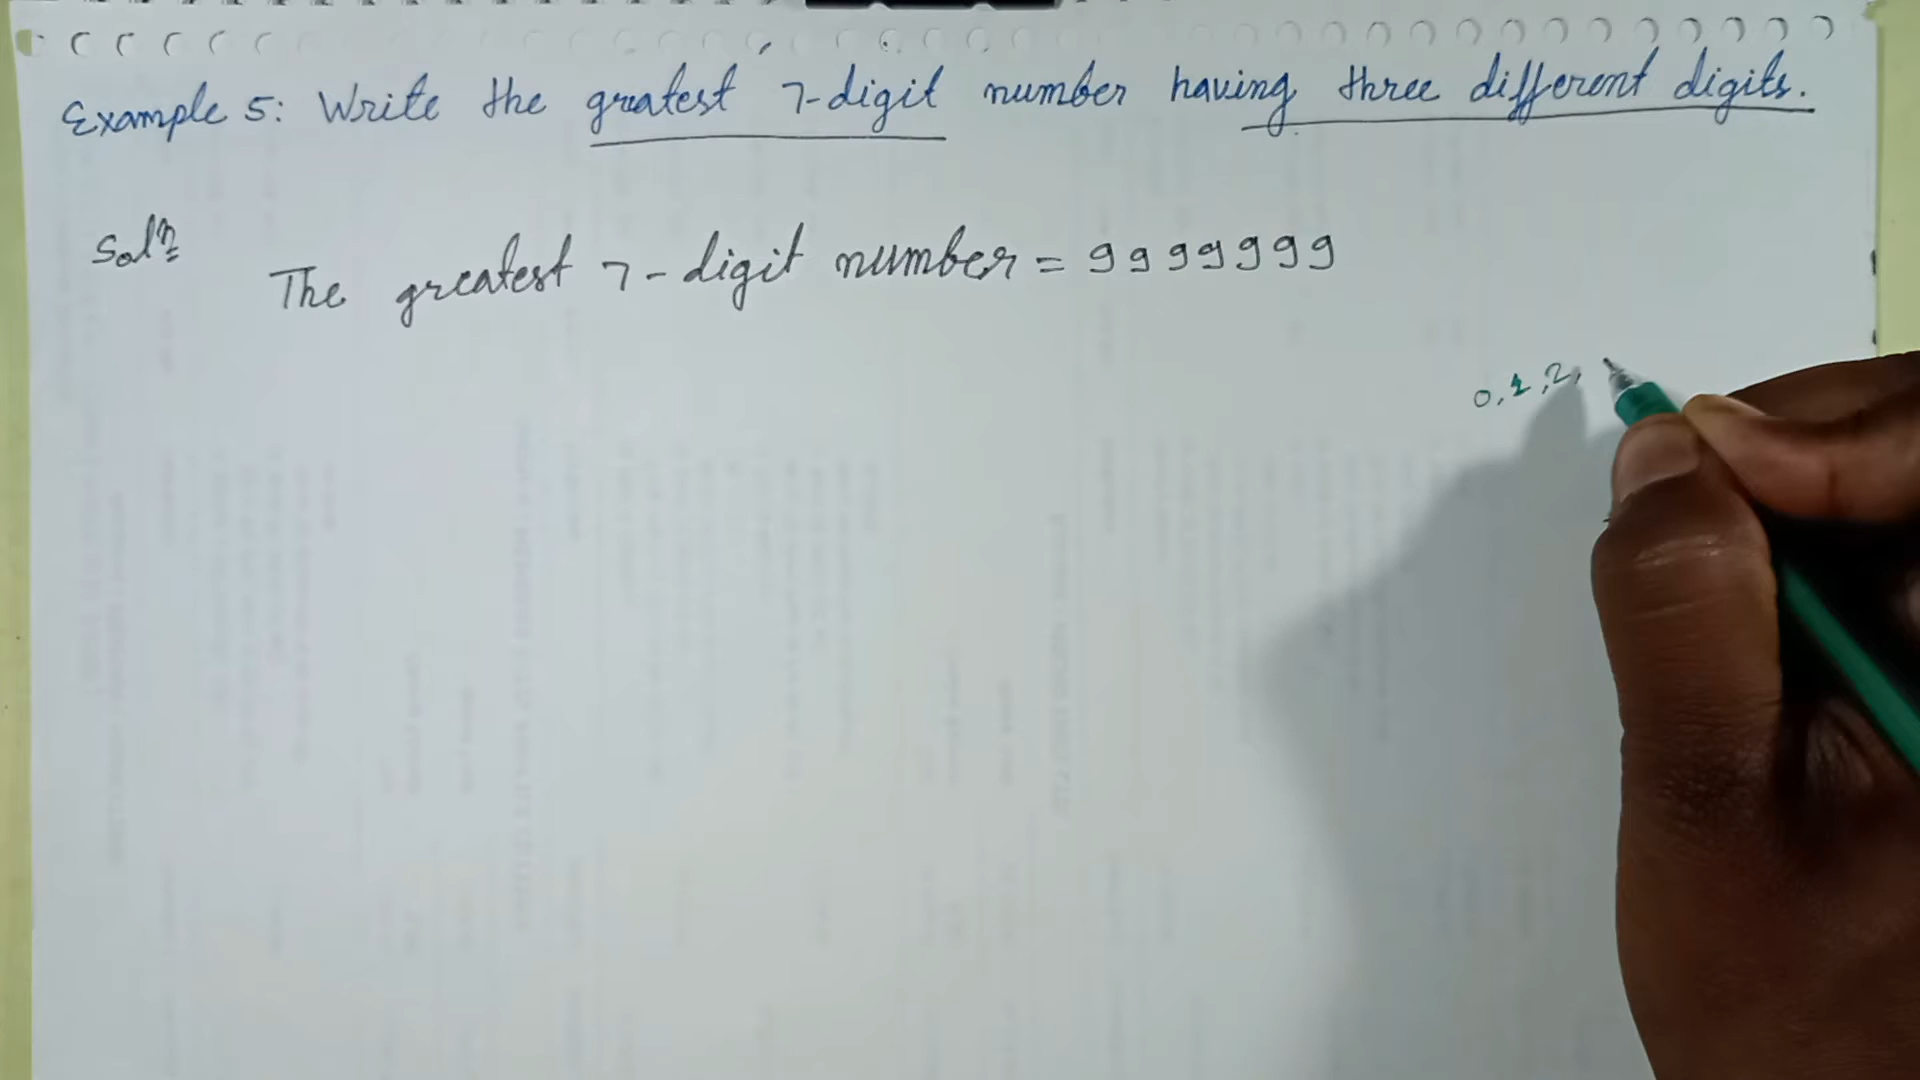 Example 5: Write the greatest 7-digit number having three different digits.
Solⁿ
The greatest 7-digit number = 9999999
0, 1, 2,